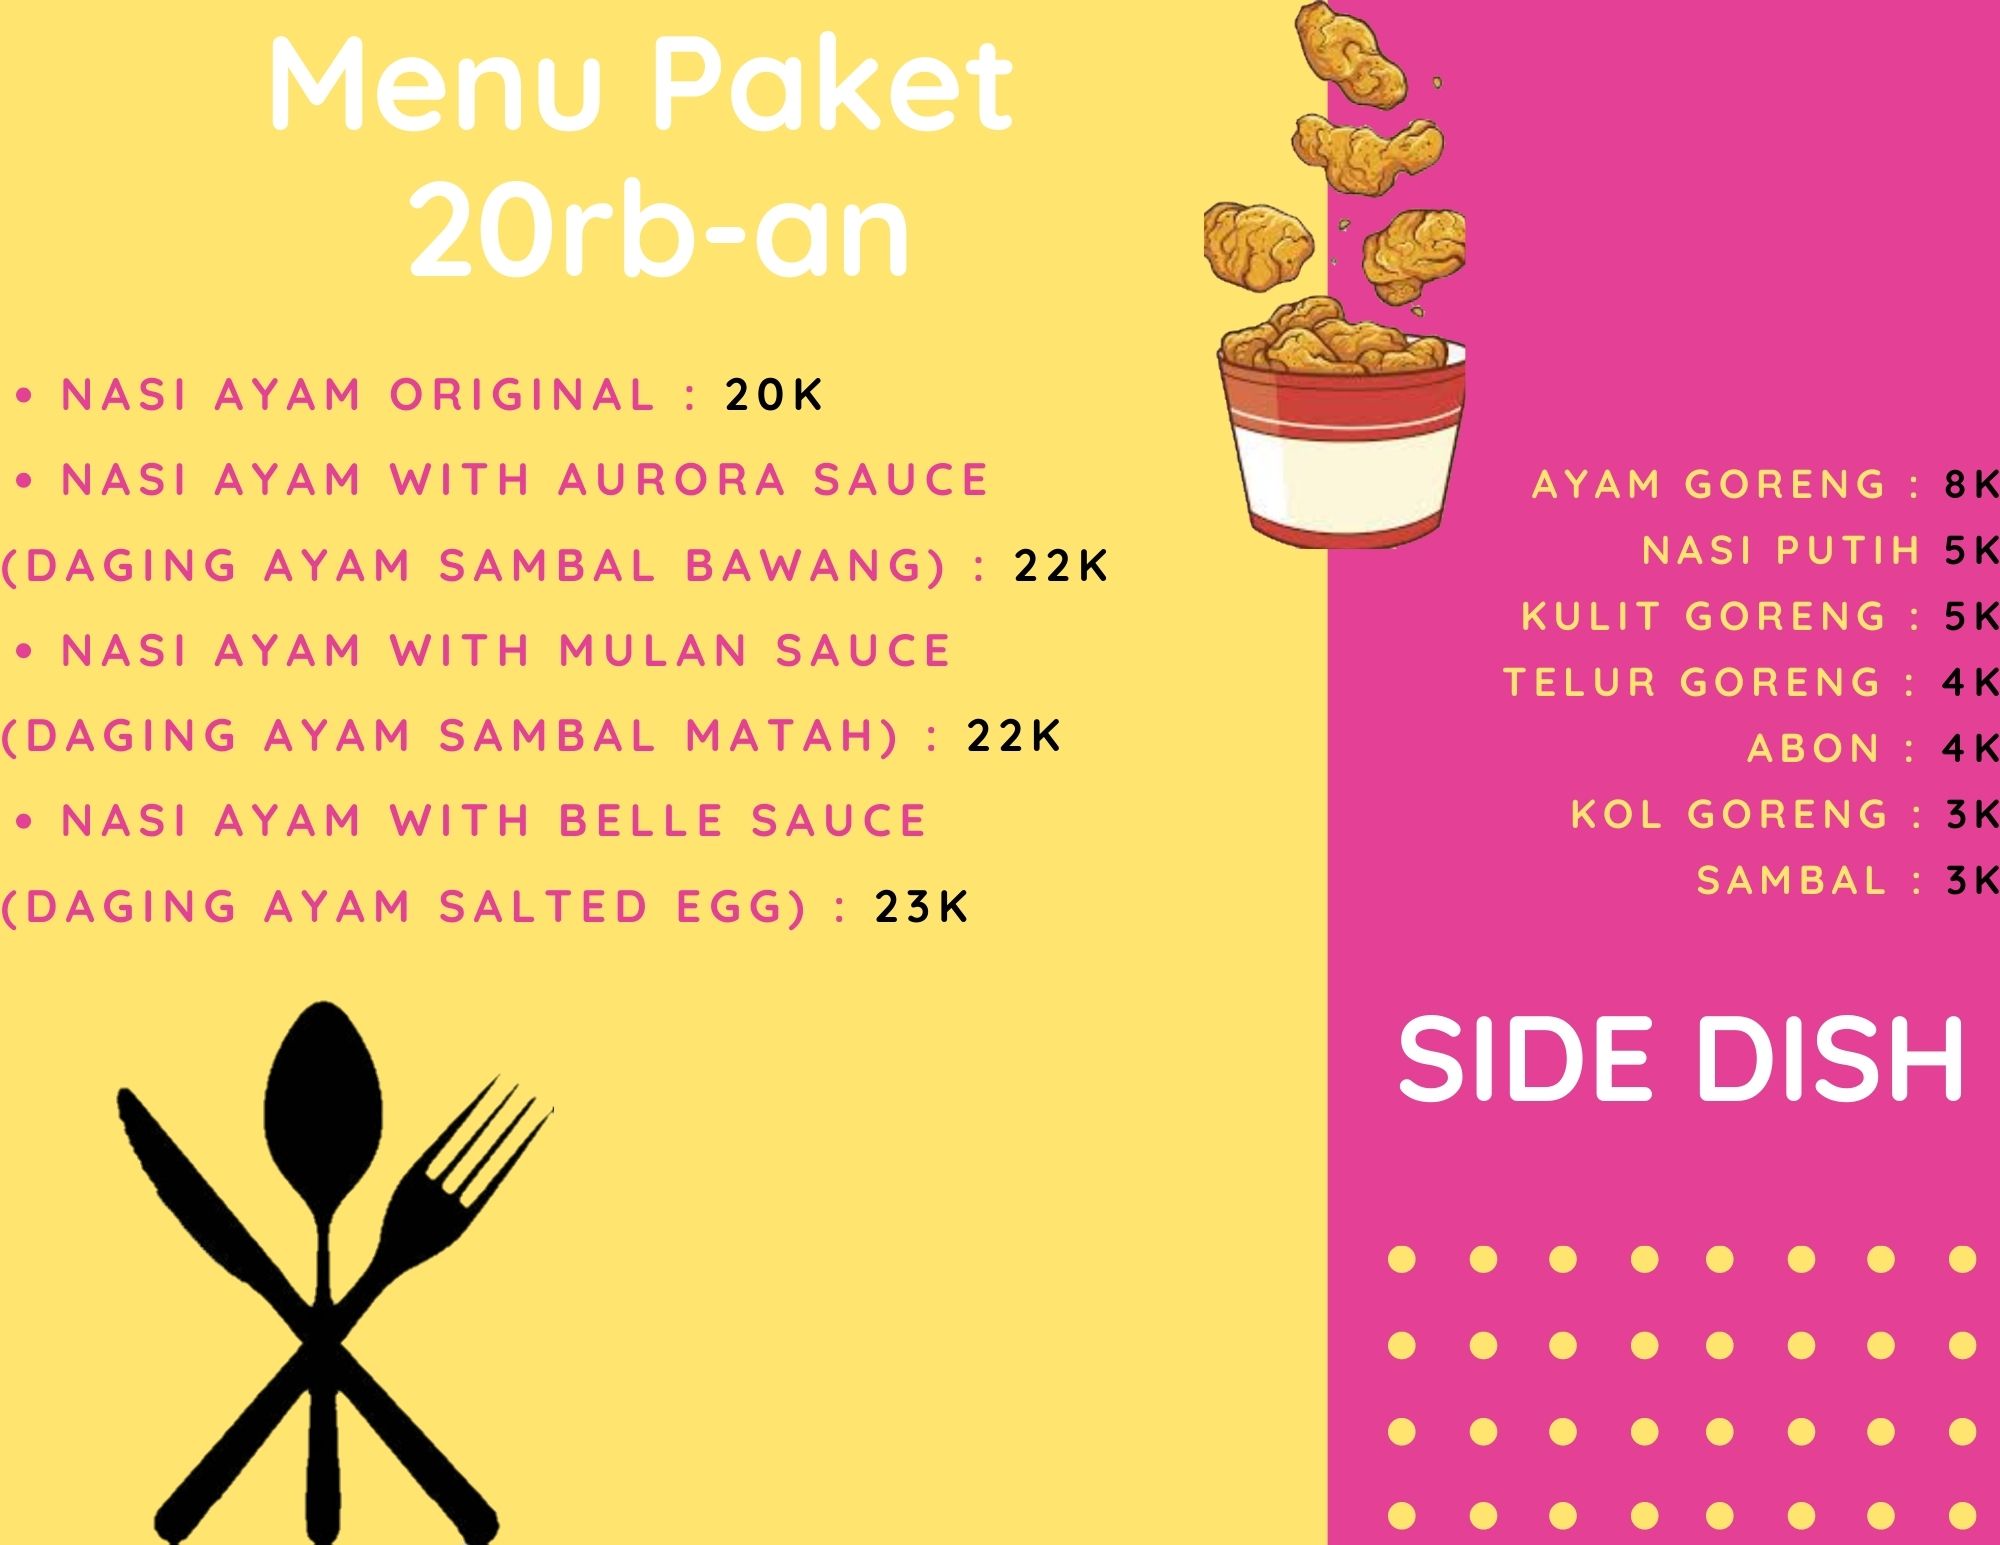 Menu Paket
20rb-an
• NASI AYAM ORIGINAL : 20K
• NASI AYAM WITH AURORA SAUCE
(DAGING AYAM SAMBAL BAWANG) : 22K
• NASI AYAM WITH MULAN SAUCE
(DAGING AYAM SAMBAL MATAH) : 22K
• NASI AYAM WITH BELLE SAUCE
(DAGING AYAM SALTED EGG) : 23K
AYAM GORENG : 8K
NASI PUTIH 5K
KULIT GORENG : 5K
TELUR GORENG : 4K
ABON : 4K
KOL GORENG : 3K
SAMBAL : 3K
SIDE DISH